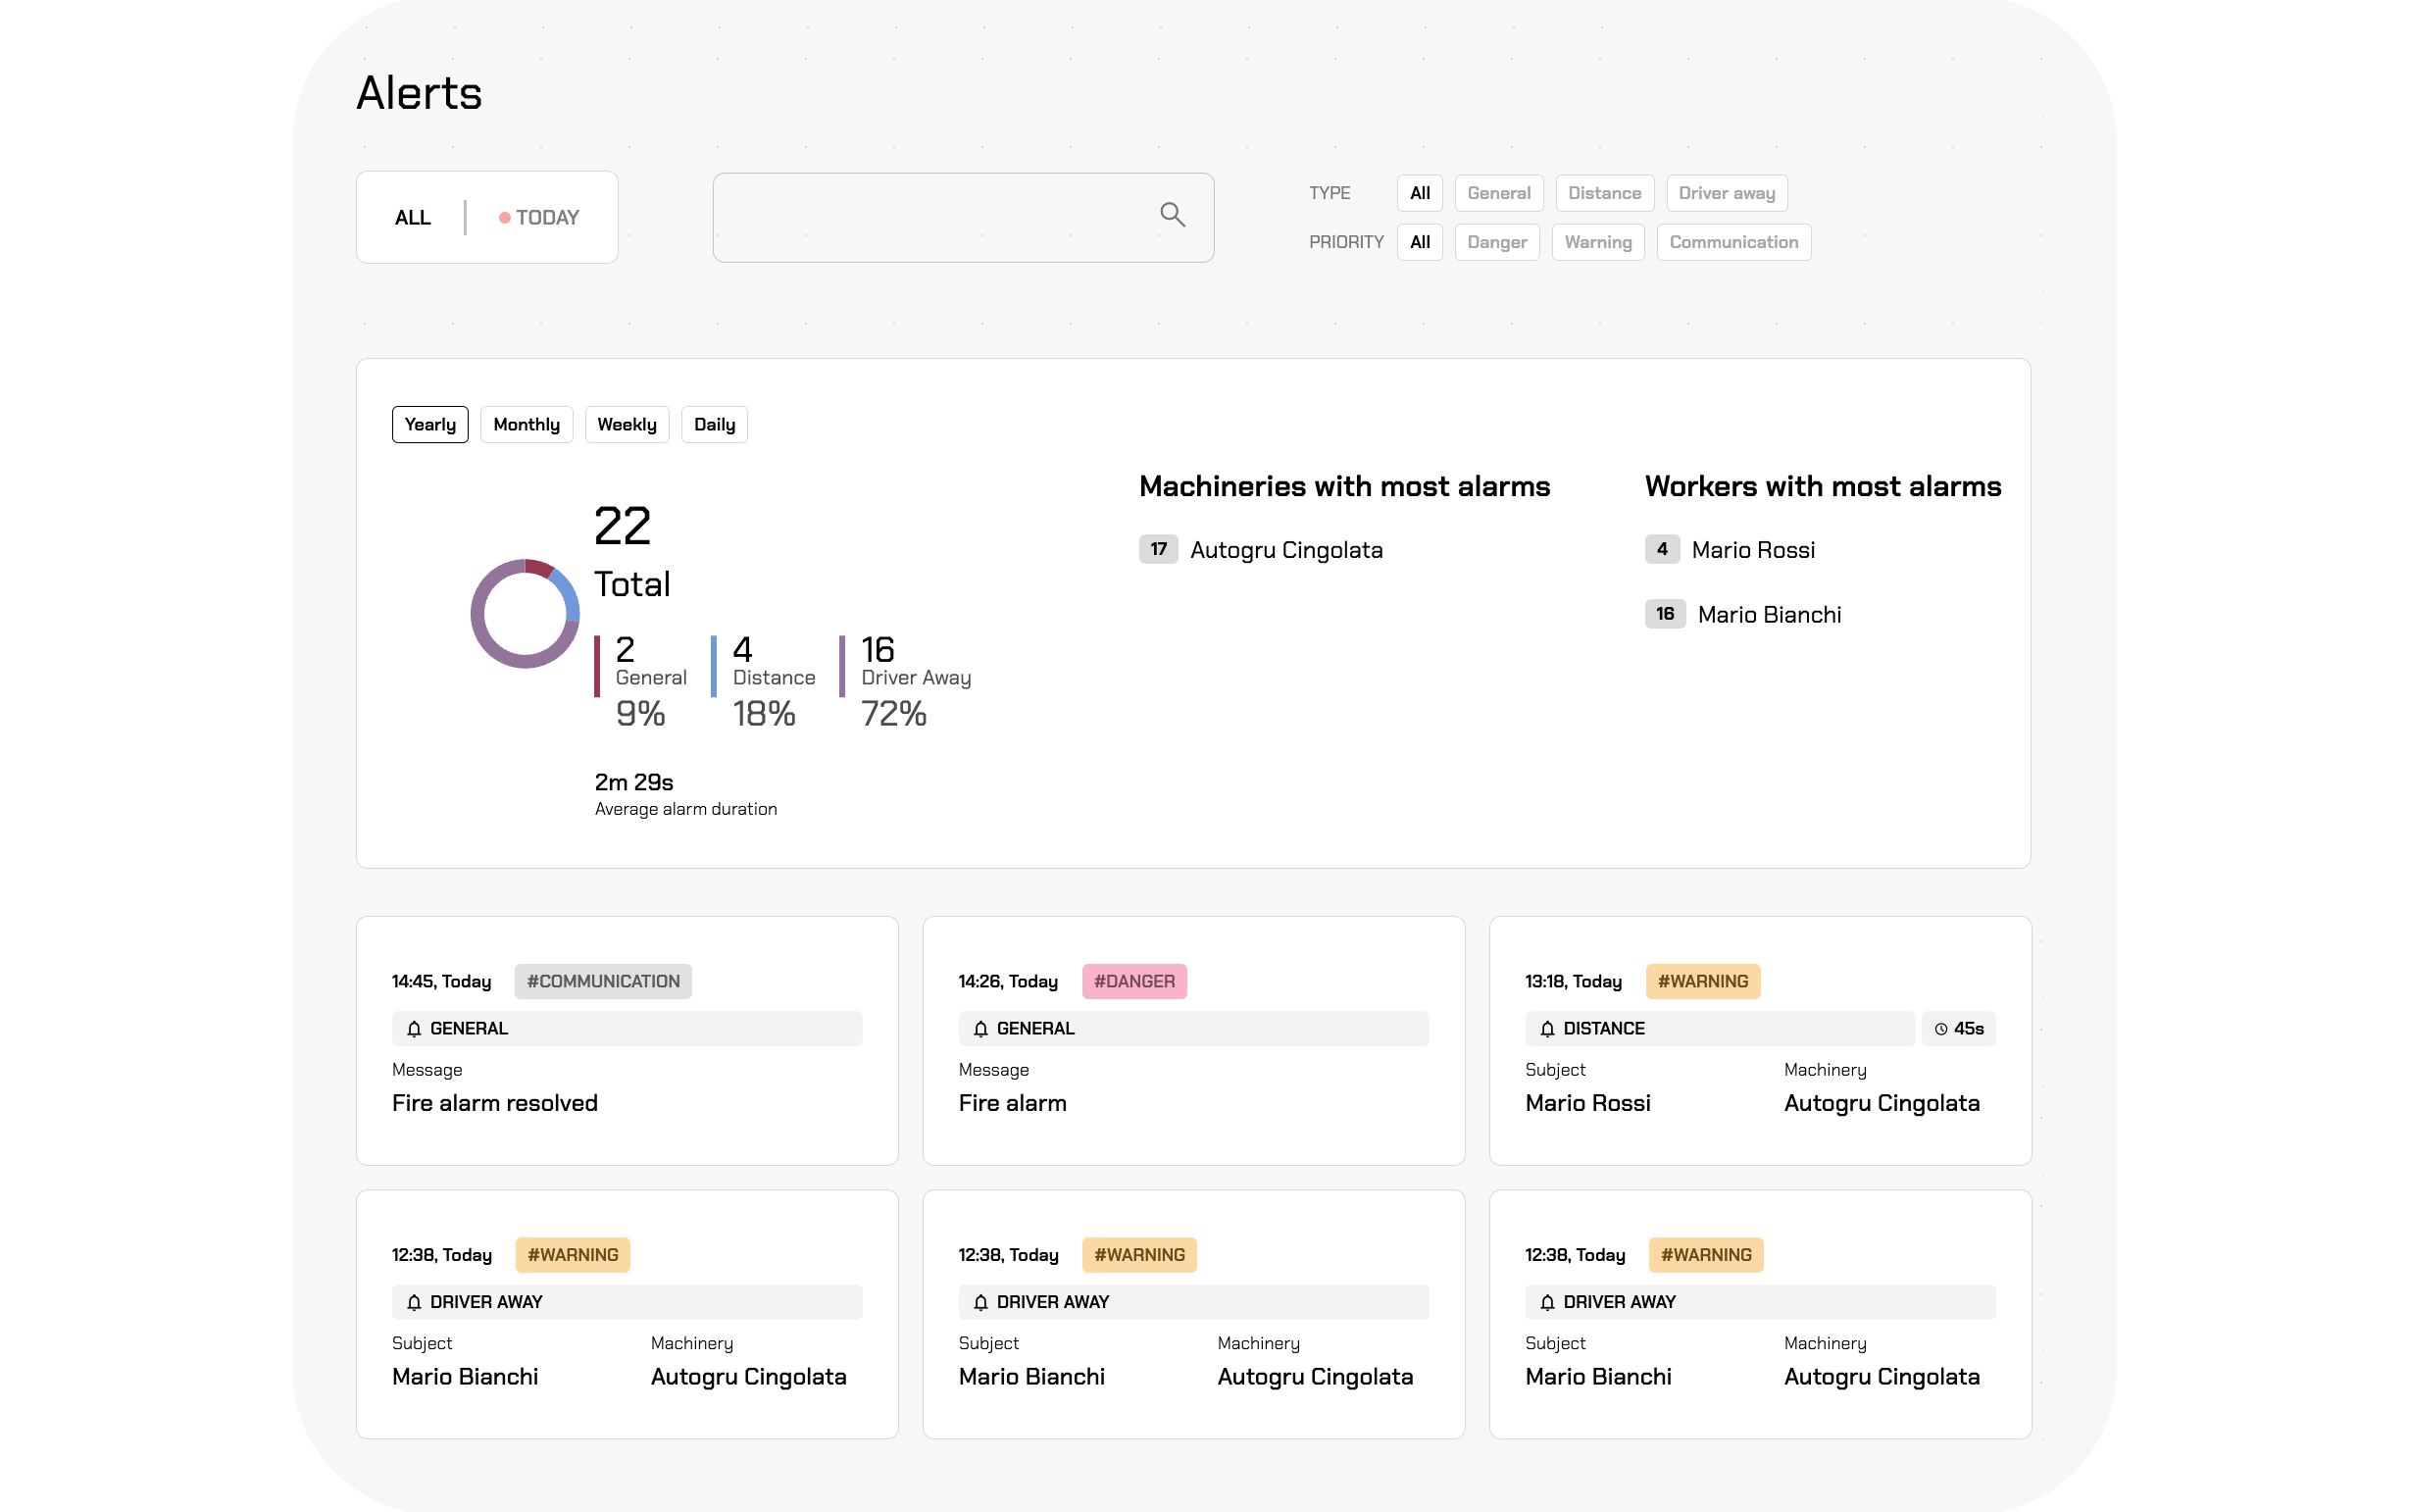 Alerts
ALL TODAY
TYPE All General Distance Driver away
PRIORITY All Danger Warning Communication
Yearly Monthly Weekly Daily
22
Total
2 General 9%
4 Distance 18%
16 Driver Away 72%
2m 29s
Average alarm duration
Machineries with most alarms
17 Autogru Cingolata
Workers with most alarms
4 Mario Rossi
16 Mario Bianchi
14:45, Today #COMMUNICATION
GENERAL
Message
Fire alarm resolved
14:26, Today #DANGER
GENERAL
Message
Fire alarm
13:18, Today #WARNING
DISTANCE 45s
Subject Machinery
Mario Rossi Autogru Cingolata
12:38, Today #WARNING
DRIVER AWAY
Subject Machinery
Mario Bianchi Autogru Cingolata
12:38, Today #WARNING
DRIVER AWAY
Subject Machinery
Mario Bianchi Autogru Cingolata
12:38, Today #WARNING
DRIVER AWAY
Subject Machinery
Mario Bianchi Autogru Cingolata